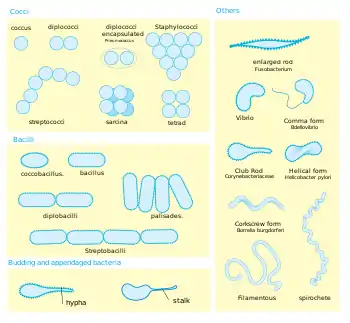 Cocci
coccus
diplococci
diplococci
encapsulated
Pneumococcus
Staphylococci
streptococci
sarcina
tetrad
Bacilli
coccobacillus.
bacillus
diplobacilli
palisades.
Streptobacilli
Budding and appendaged bacteria
hypha
stalk
Others
enlarged rod
Fusobacterium
Vibrio
Comma form
Bdellovibrio
Club Rod
Corynebacteriaceae
Helical form
Helicobacter pylori
Corkscrew form
Borrelia burgdorferi
Filamentous
spirochete